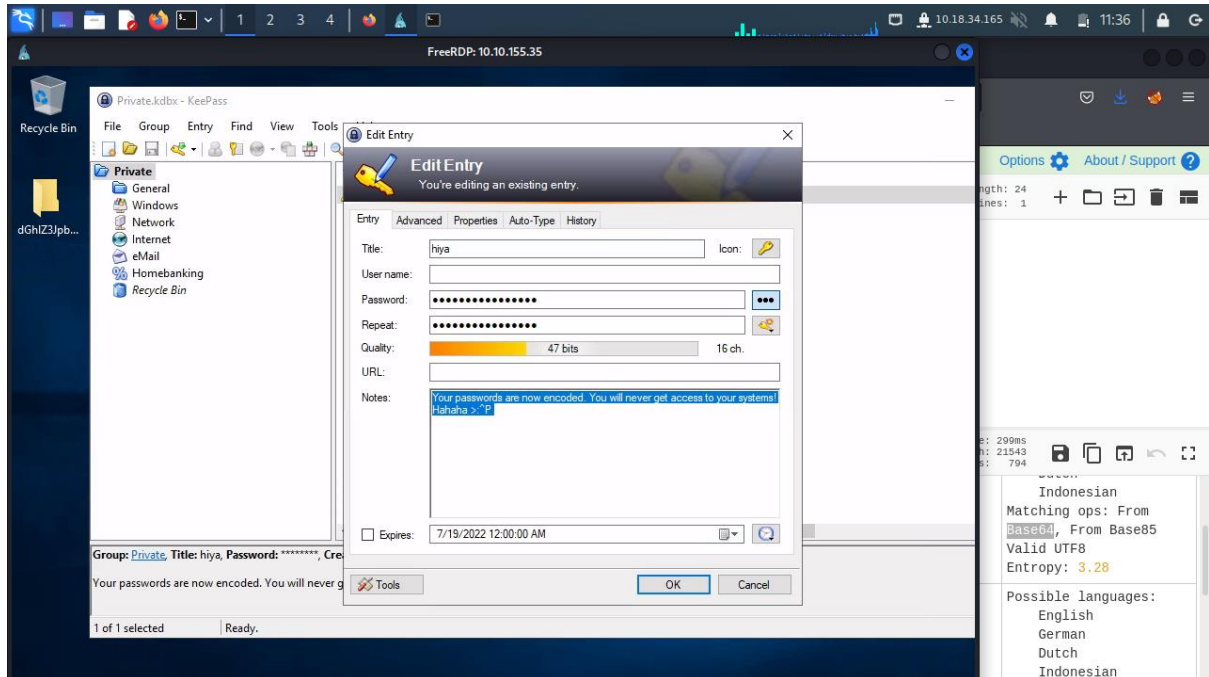 1 2 3 4
10.18.34.165
11:36
FreeRDP: 10.10.155.35
Recycle Bin
dGhIZ3Jpb...
Private.kdbx - KeePass
File Group Entry Find View Tools
Private
General
Windows
Network
Internet
eMail
Homebanking
Recycle Bin
Edit Entry
Edit Entry
You're editing an existing entry.
Entry Advanced Properties Auto-Type History
Title: hiya Icon:
User name:
Password: ••••••••••••••••
Repeat: ••••••••••••••••
Quality: 47 bits 16 ch.
URL:
Notes: Your passwords are now encoded. You will never get access to your systems!
Hahaha >:^P
Expires: 7/19/2022 12:00:00 AM
Tools OK Cancel
Group: Private, Title: hiya, Password: ********, Cre
Your passwords are now encoded. You will never g
1 of 1 selected Ready.
Options About / Support
ngth: 24
ines: 1
e: 299ms
h: 21543
s: 794
Indonesian
Matching ops: From
Base64, From Base85
Valid UTF8
Entropy: 3.28
Possible languages:
English
German
Dutch
Indonesian